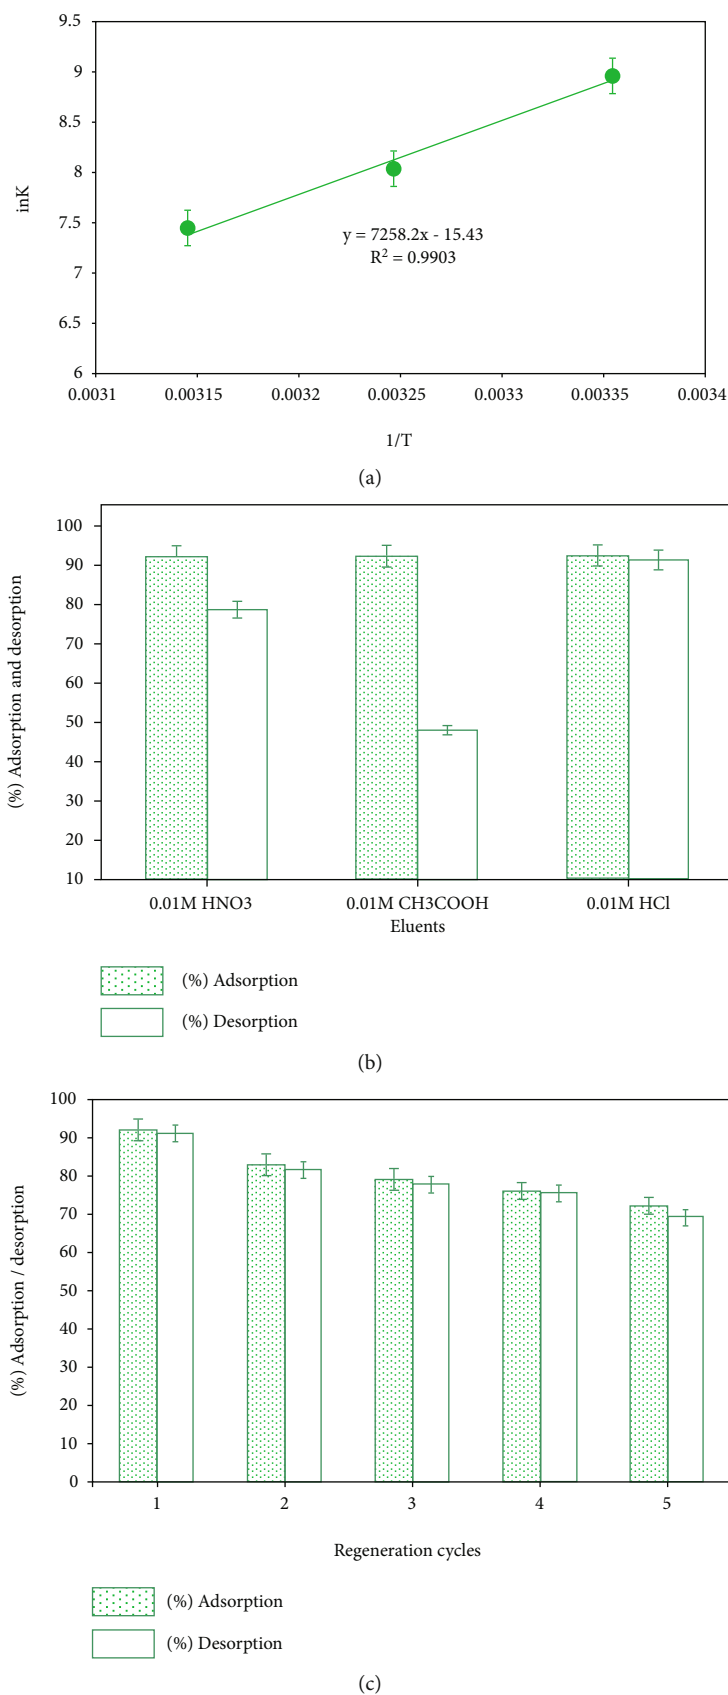 9.5
9
8.5
8
7.5
7
6.5
6
inK
y = 7258.2x - 15.43
R² = 0.9903
0.0031 0.00315 0.0032 0.00325 0.0033 0.00335 0.0034
1/T
(a)
100
90
80
70
60
50
40
30
20
10
(%) Adsorption and desorption
0.01M HNO3 0.01M CH3COOH 0.01M HCl
Eluents
(%) Adsorption
(%) Desorption
(b)
100
90
80
70
60
50
40
30
20
10
0
(%) Adsorption / desorption
1 2 3 4 5
Regeneration cycles
(%) Adsorption
(%) Desorption
(c)